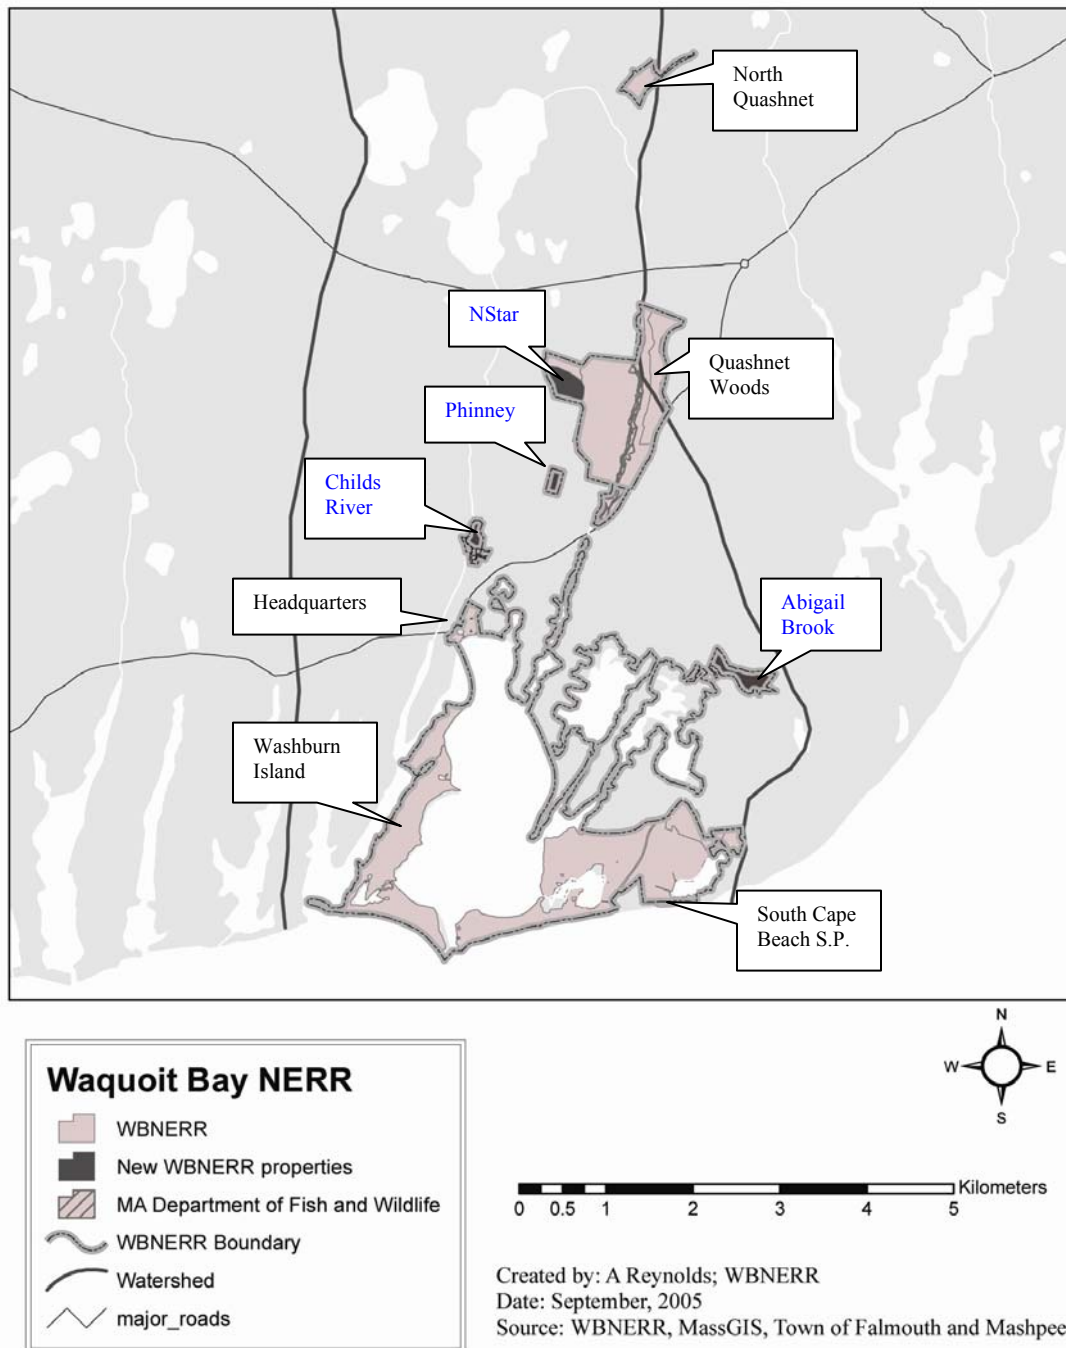 North
Quashnet
NStar
Quashnet
Woods
Phinney
Childs
River
Headquarters
Abigail
Brook
Washburn
Island
South Cape
Beach S.P.
N
W
E
S
Waquoit Bay NERR
WBNERR
New WBNERR properties
MA Department of Fish and Wildlife
WBNERR Boundary
Watershed
major_roads
Kilometers
0 0.5 1 2 3 4 5
Created by: A Reynolds; WBNERR
Date: September, 2005
Source: WBNERR, MassGIS, Town of Falmouth and Mashpee